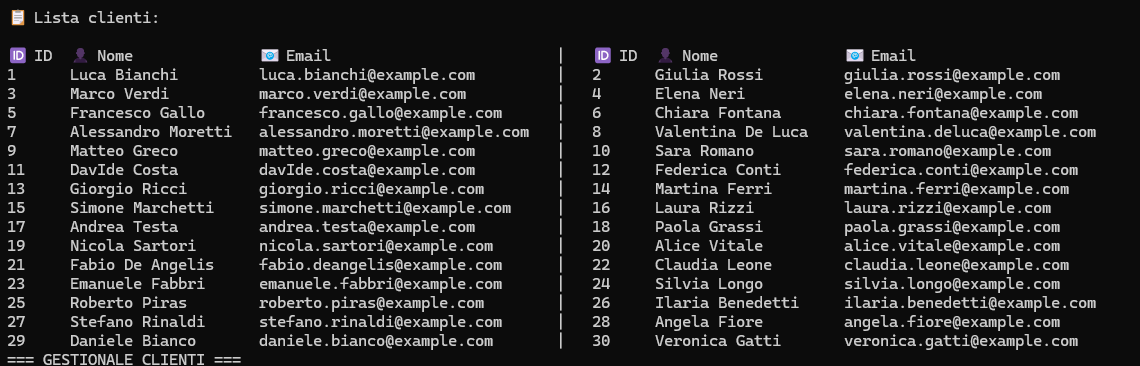 📋 Lista clienti:
🆔 ID 👤 Nome 📧 Email | 🆔 ID 👤 Nome 📧 Email
1 Luca Bianchi luca.bianchi@example.com | 2 Giulia Rossi giulia.rossi@example.com
3 Marco Verdi marco.verdi@example.com | 4 Elena Neri elena.neri@example.com
5 Francesco Gallo francesco.gallo@example.com | 6 Chiara Fontana chiara.fontana@example.com
7 Alessandro Moretti alessandro.moretti@example.com | 8 Valentina De Luca valentina.deluca@example.com
9 Matteo Greco matteo.greco@example.com | 10 Sara Romano sara.romano@example.com
11 DavIde Costa davIde.costa@example.com | 12 Federica Conti federica.conti@example.com
13 Giorgio Ricci giorgio.ricci@example.com | 14 Martina Ferri martina.ferri@example.com
15 Simone Marchetti simone.marchetti@example.com | 16 Laura Rizzi laura.rizzi@example.com
17 Andrea Testa andrea.testa@example.com | 18 Paola Grassi paola.grassi@example.com
19 Nicola Sartori nicola.sartori@example.com | 20 Alice Vitale alice.vitale@example.com
21 Fabio De Angelis fabio.deangelis@example.com | 22 Claudia Leone claudia.leone@example.com
23 Emanuele Fabbri emanuele.fabbri@example.com | 24 Silvia Longo silvia.longo@example.com
25 Roberto Piras roberto.piras@example.com | 26 Ilaria Benedetti ilaria.benedetti@example.com
27 Stefano Rinaldi stefano.rinaldi@example.com | 28 Angela Fiore angela.fiore@example.com
29 Daniele Bianco daniele.bianco@example.com | 30 Veronica Gatti veronica.gatti@example.com
=== GESTIONALE CLIENTI ===